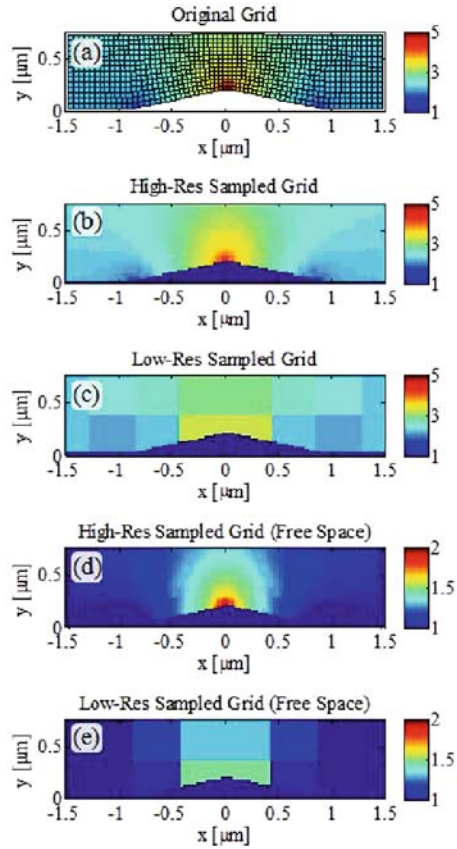 Original Grid
(a)
y [μm]
0.5
0
5
3
1
-1.5 -1 -0.5 0 0.5 1 1.5
x [μm]
High-Res Sampled Grid
(b)
y [μm]
0.5
0
5
3
1
-1.5 -1 -0.5 0 0.5 1 1.5
x [μm]
Low-Res Sampled Grid
(c)
y [μm]
0.5
0
5
3
1
-1.5 -1 -0.5 0 0.5 1 1.5
x [μm]
High-Res Sampled Grid (Free Space)
(d)
y [μm]
0.5
0
2
1.5
1
-1.5 -1 -0.5 0 0.5 1 1.5
x [μm]
Low-Res Sampled Grid (Free Space)
(e)
y [μm]
0.5
0
2
1.5
1
-1.5 -1 -0.5 0 0.5 1 1.5
x [μm]